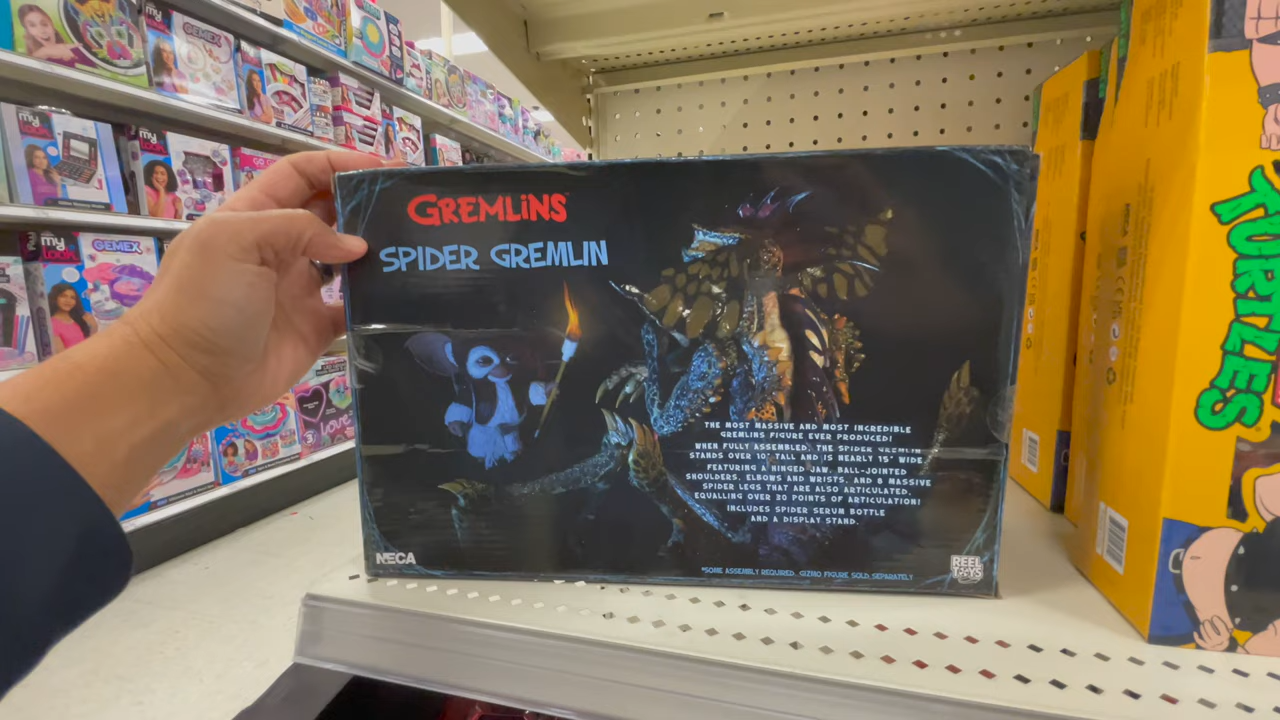 GEMEX
my
LOOK
my
LOOK
my
LOOK
GEMEX
love
GREMLiNS
SPIDER GREMLIN
THE MOST MASSIVE AND MOST INCREDIBLE
GREMLINS FIGURE EVER PRODUCED!
WHEN FULLY ASSEMBLED, THE SPIDER GREMLIN
STANDS OVER 10" TALL AND IS NEARLY 15" WIDE
FEATURING A HINGED JAW, BALL-JOINTED
SHOULDERS, ELBOWS AND WRISTS, AND 8 MASSIVE
SPIDER LEGS THAT ARE ALSO ARTICULATED,
EQUALLING OVER 30 POINTS OF ARTICULATION!
INCLUDES SPIDER SERUM BOTTLE
AND A DISPLAY STAND.
NECA
*SOME ASSEMBLY REQUIRED. GIZMO FIGURE SOLD SEPARATELY
REEL
TOYS
TURTLES